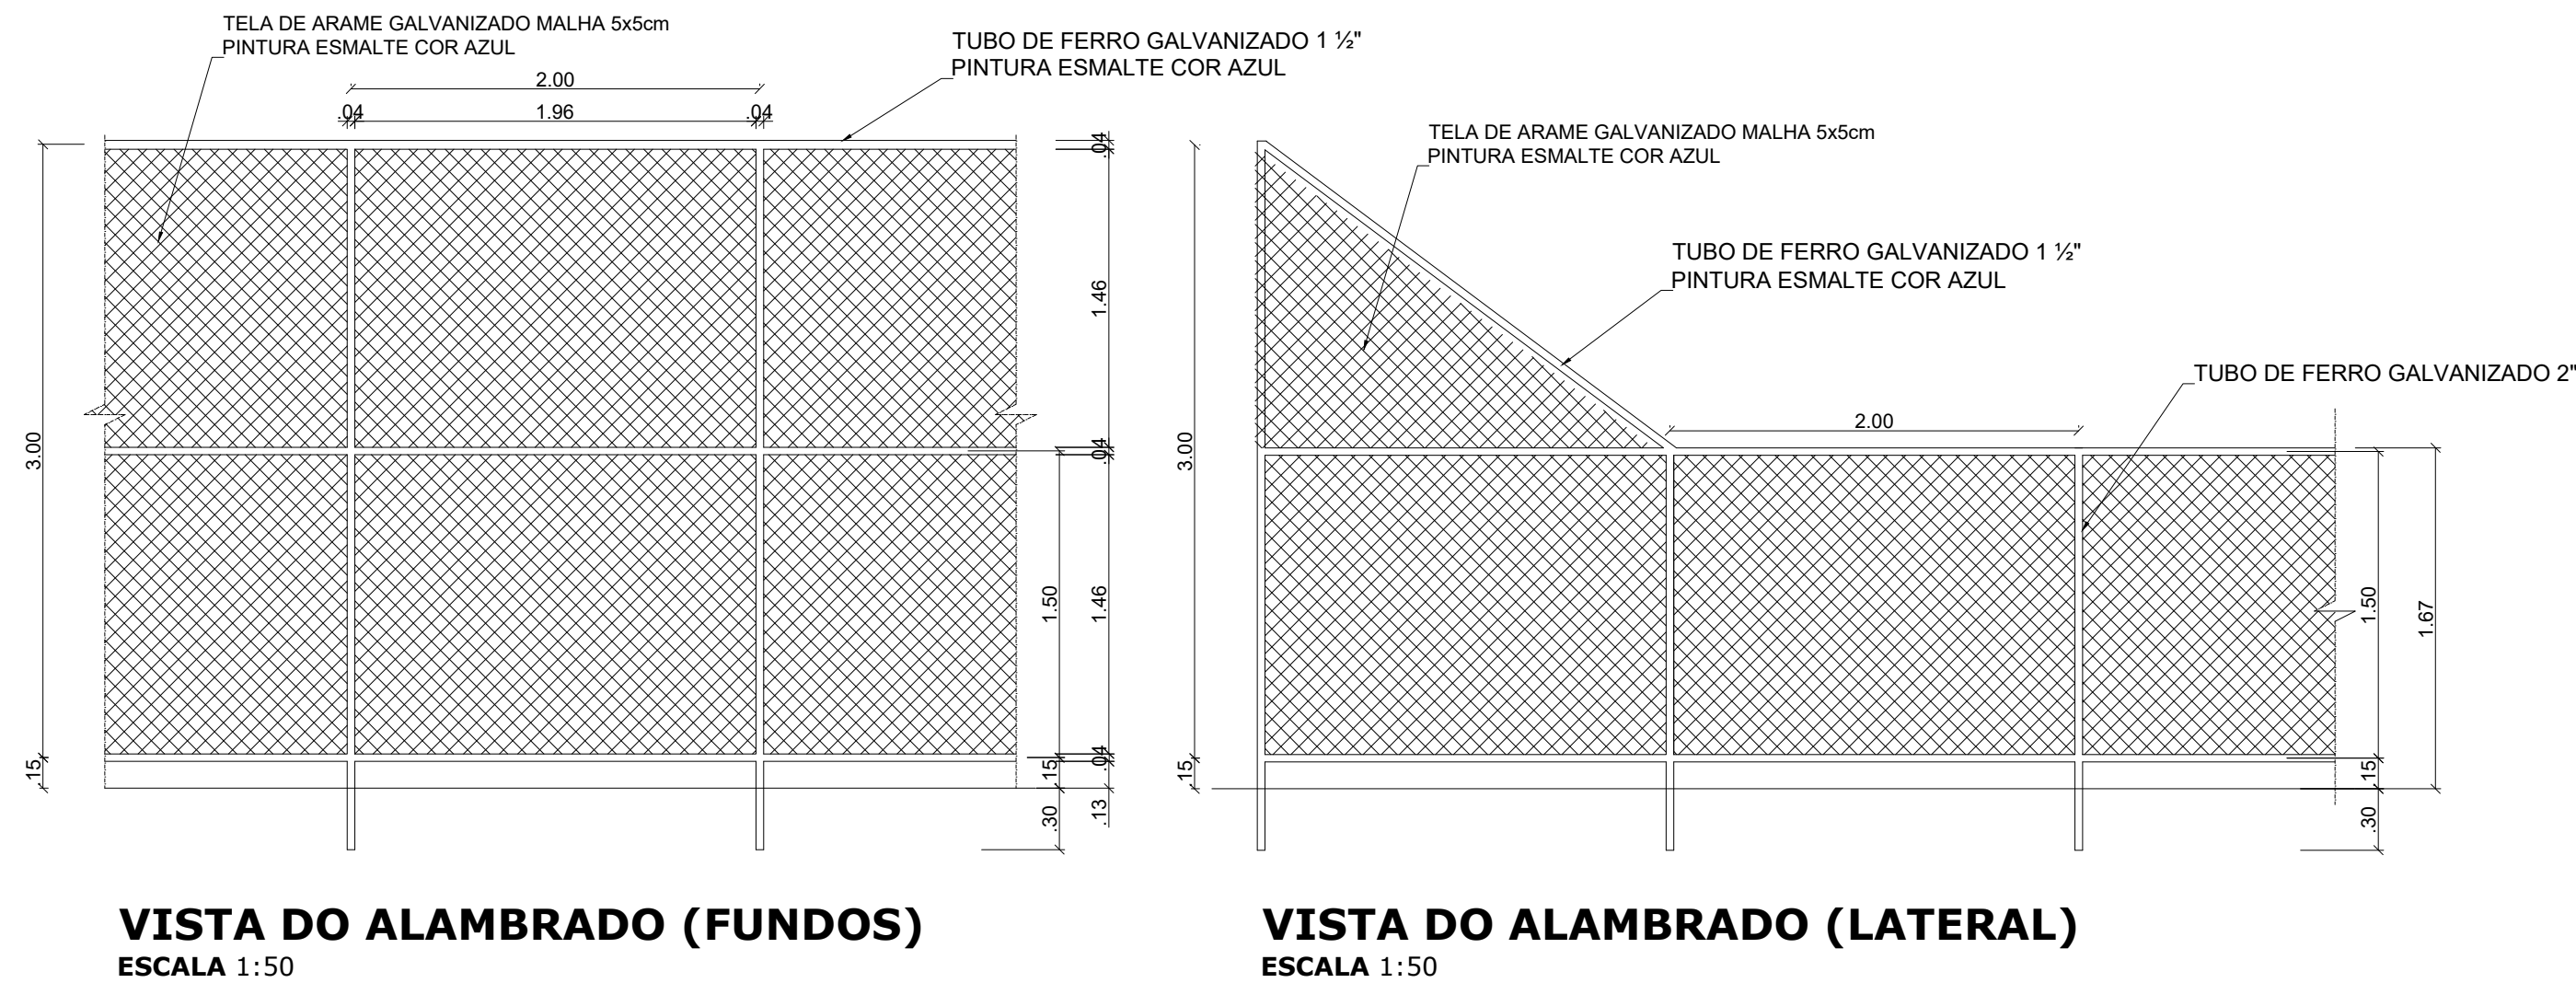 TELA DE ARAME GALVANIZADO MALHA 5x5cm
PINTURA ESMALTE COR AZUL
TUBO DE FERRO GALVANIZADO 1 ½"
PINTURA ESMALTE COR AZUL
2.00
.04
1.96
.04
3.00
.15
.04
1.46
.04
1.50
1.46
.04
.15
.30
.13
TELA DE ARAME GALVANIZADO MALHA 5x5cm
PINTURA ESMALTE COR AZUL
TUBO DE FERRO GALVANIZADO 1 ½"
PINTURA ESMALTE COR AZUL
TUBO DE FERRO GALVANIZADO 2"
2.00
3.00
.15
1.50
1.67
.15
.30
VISTA DO ALAMBRADO (FUNDOS)
ESCALA 1:50
VISTA DO ALAMBRADO (LATERAL)
ESCALA 1:50